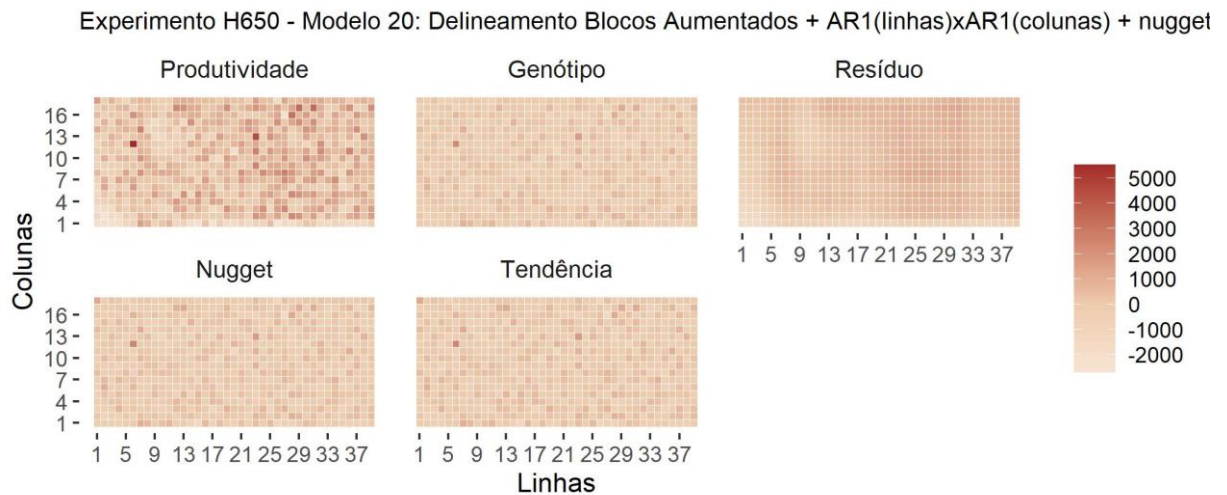 Experimento H650 - Modelo 20: Delineamento Blocos Aumentados + AR1(linhas)xAR1(colunas) + nugget
Produtividade Genótipo Resíduo
16
13
10
7
4
1
1 5 9 13 17 21 25 29 33 37
5000
4000
3000
2000
1000
0
-1000
-2000
Colunas
Nugget Tendência
16
13
10
7
4
1
1 5 9 13 17 21 25 29 33 37 1 5 9 13 17 21 25 29 33 37
Linhas